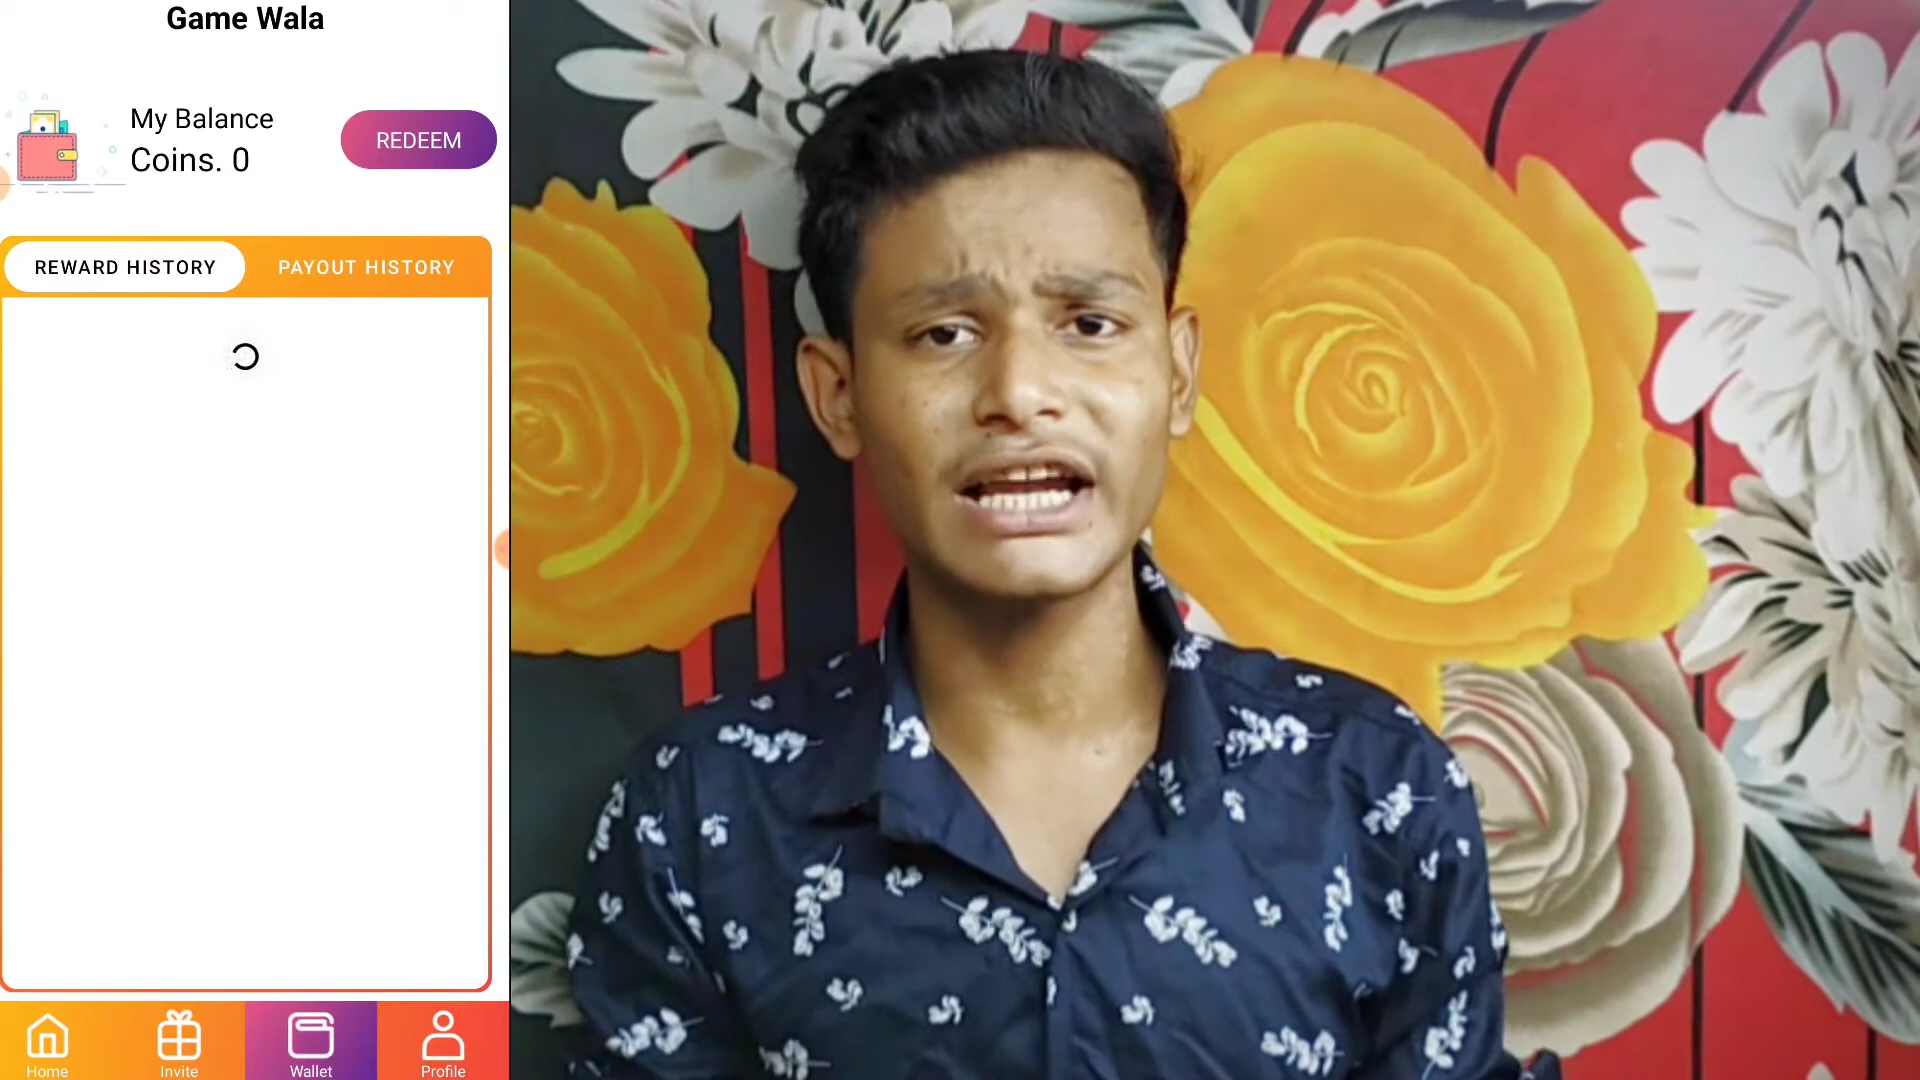 Game Wala
My Balance
Coins. 0
REDEEM
REWARD HISTORY
PAYOUT HISTORY
Home
Invite
Wallet
Profile